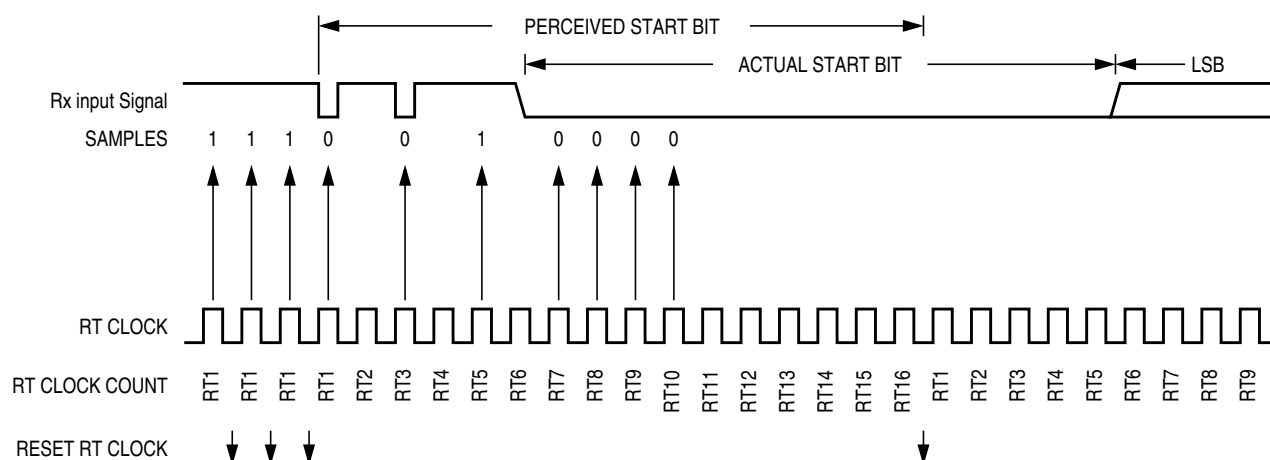 PERCEIVED START BIT
ACTUAL START BIT
LSB
Rx input Signal
SAMPLES 1 1 1 0 0 1 0 0 0 0
RT CLOCK
RT CLOCK COUNT RT1 RT1 RT1 RT1 RT2 RT3 RT4 RT5 RT6 RT7 RT8 RT9 RT10 RT11 RT12 RT13 RT14 RT15 RT16 RT1 RT2 RT3 RT4 RT5 RT6 RT7 RT8 RT9
RESET RT CLOCK